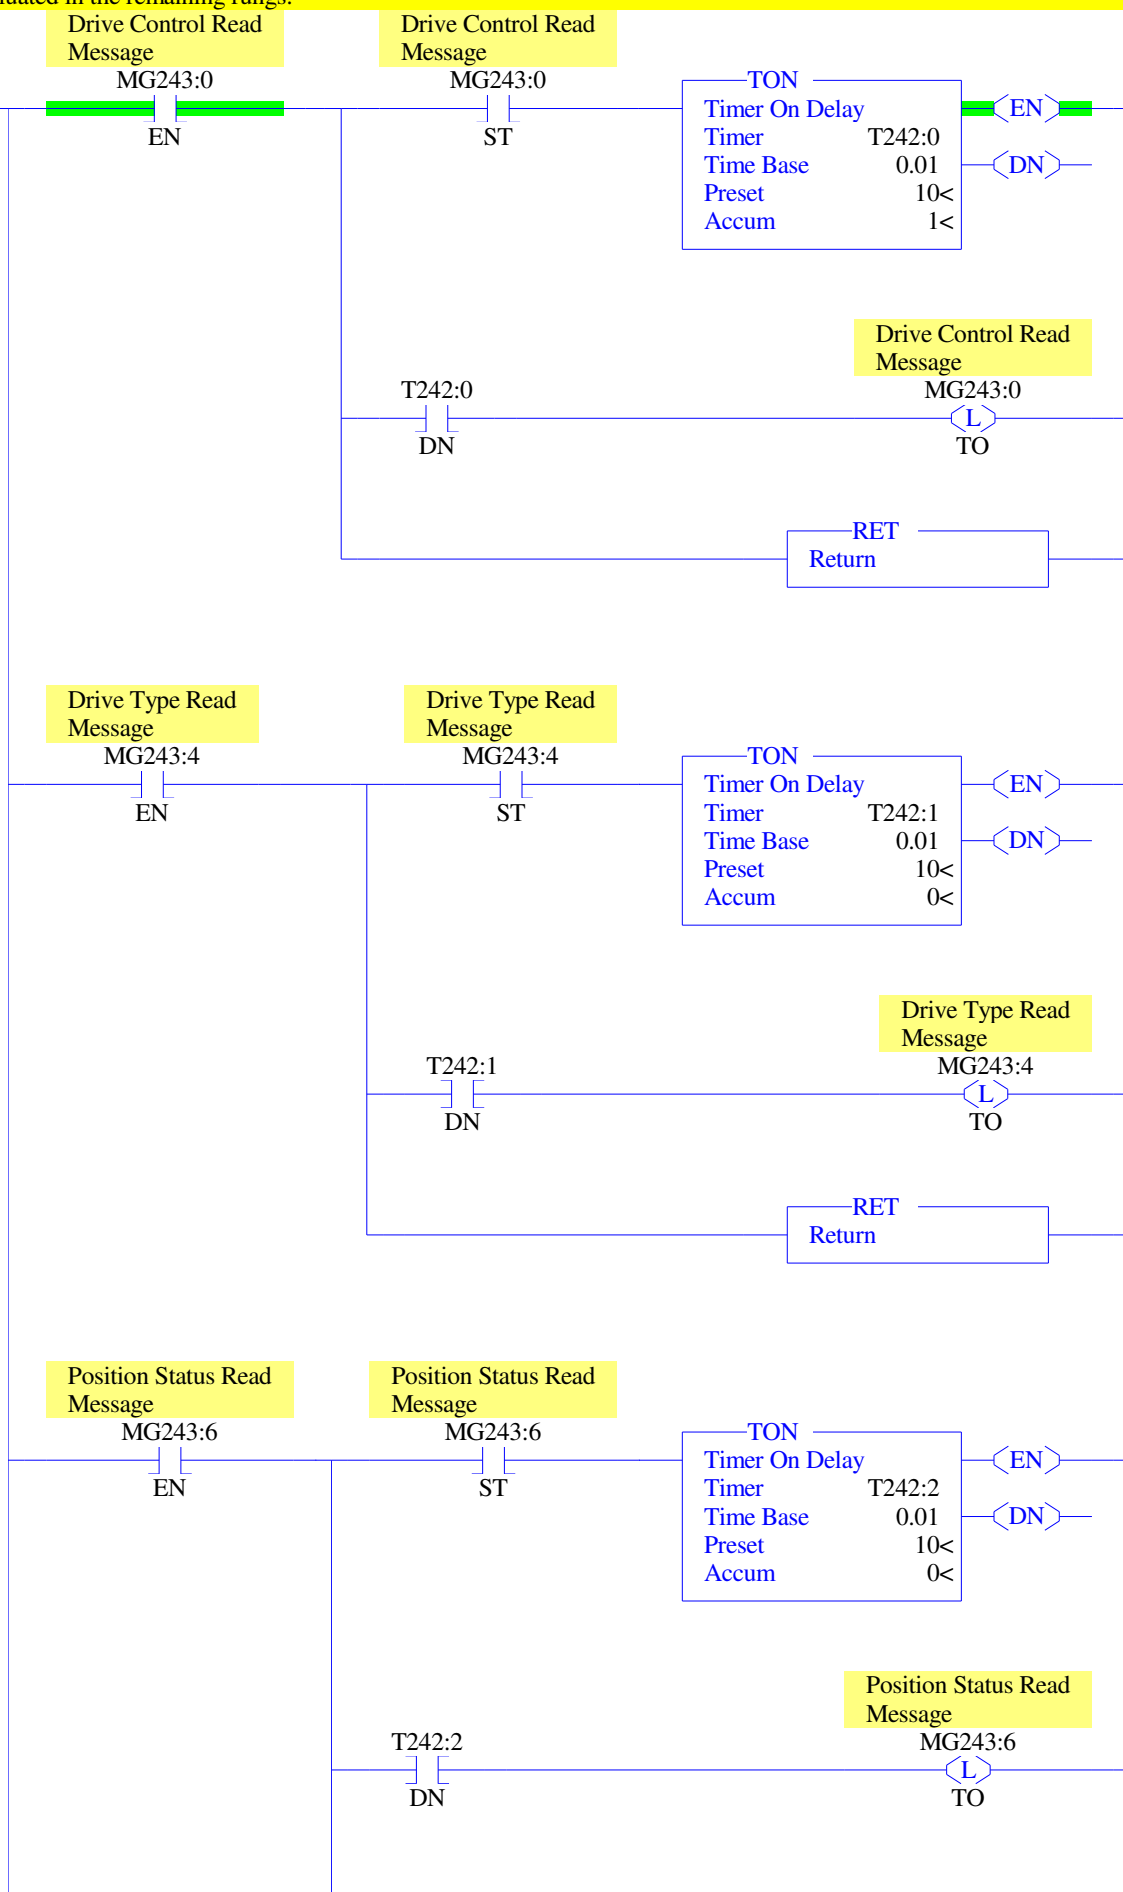 Drive Control Read
Message
MG243:0
EN
Drive Control Read
Message
MG243:0
ST
TON
Timer On Delay
Timer T242:0
Time Base 0.01
Preset 10<
Accum 1<
EN
DN
T242:0
DN
Drive Control Read
Message
MG243:0
L
TO
RET
Return
Drive Type Read
Message
MG243:4
EN
Drive Type Read
Message
MG243:4
ST
TON
Timer On Delay
Timer T242:1
Time Base 0.01
Preset 10<
Accum 0<
EN
DN
T242:1
DN
Drive Type Read
Message
MG243:4
L
TO
RET
Return
Position Status Read
Message
MG243:6
EN
Position Status Read
Message
MG243:6
ST
TON
Timer On Delay
Timer T242:2
Time Base 0.01
Preset 10<
Accum 0<
EN
DN
T242:2
DN
Position Status Read
Message
MG243:6
L
TO